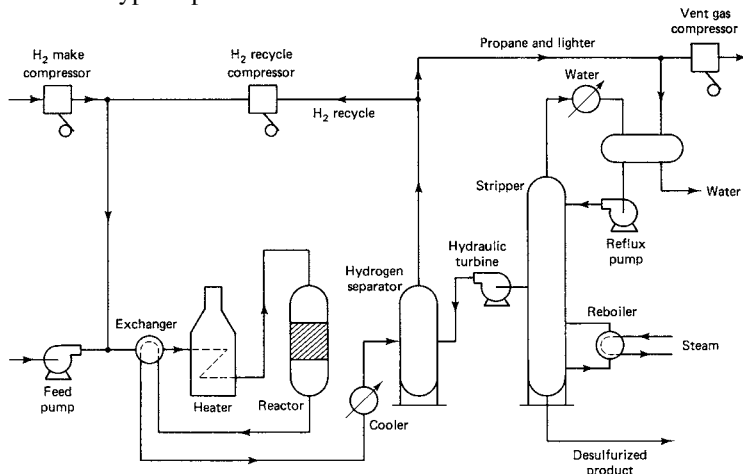 Vent gas
compressor
H₂ make
compressor
H₂ recycle
compressor
Propane and lighter
Water
H₂ recycle
Stripper
Water
Reflux
pump
Hydraulic
turbine
Hydrogen
separator
Reboiler
Exchanger
Steam
Feed
pump
Heater
Reactor
Cooler
Desulfurized
product